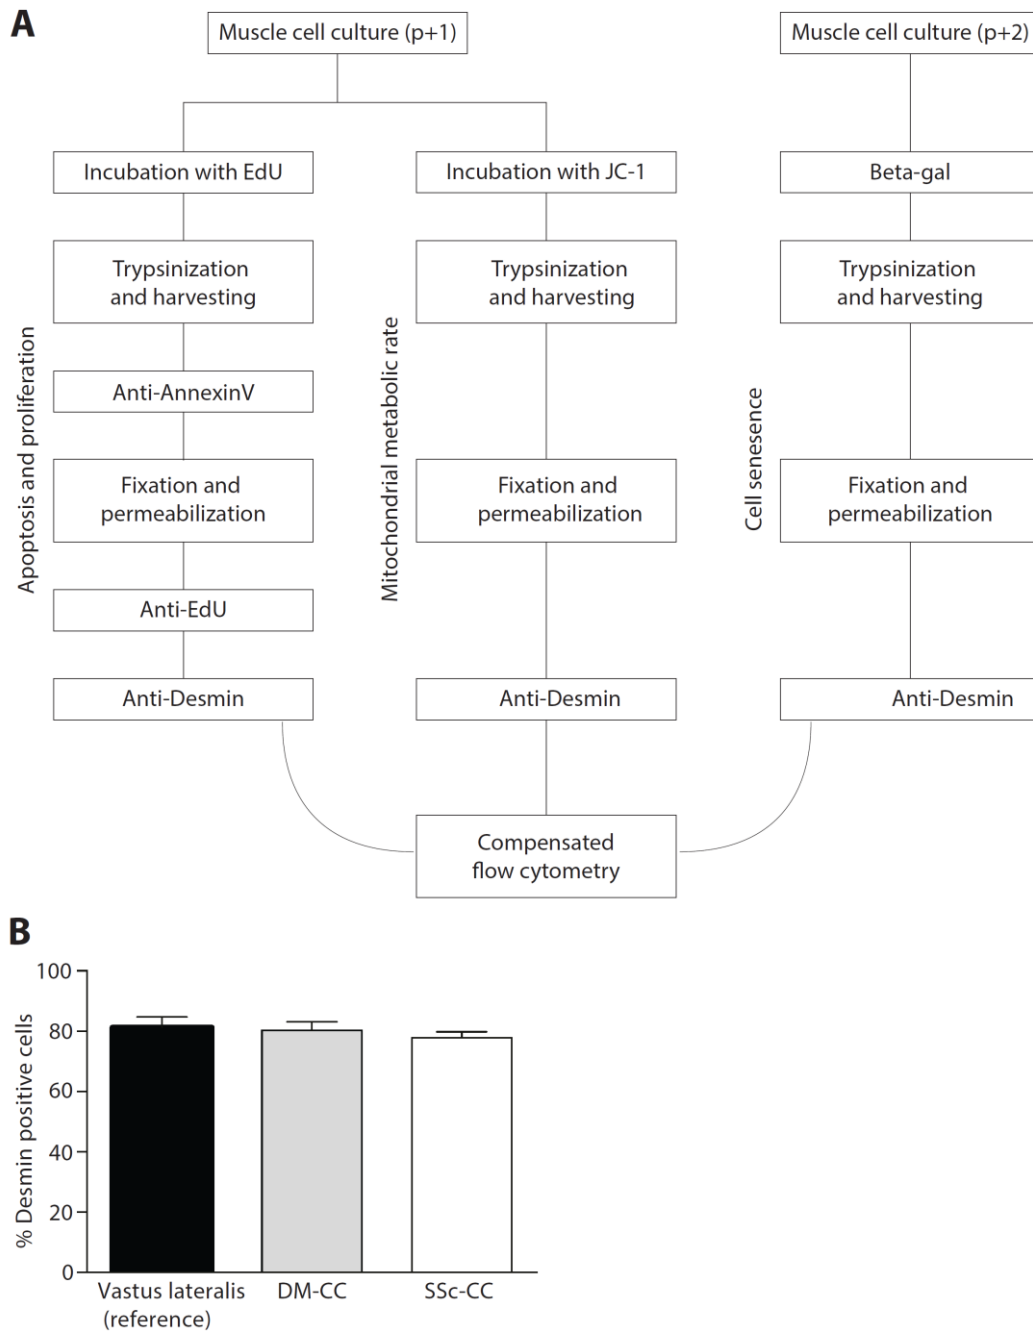 A
Muscle cell culture (p+1)
Muscle cell culture (p+2)
Incubation with EdU
Incubation with JC-1
Beta-gal
Trypsinization
and harvesting
Trypsinization
and harvesting
Trypsinization
and harvesting
Anti-AnnexinV
Fixation and
permeabilization
Fixation and
permeabilization
Fixation and
permeabilization
Anti-EdU
Anti-Desmin
Anti-Desmin
Anti-Desmin
Apoptosis and proliferation
Mitochondrial metabolic rate
Cell senesence
Compensated
flow cytometry
B
% Desmin positive cells
100
80
60
40
20
0
Vastus lateralis
(reference)
DM-CC
SSc-CC